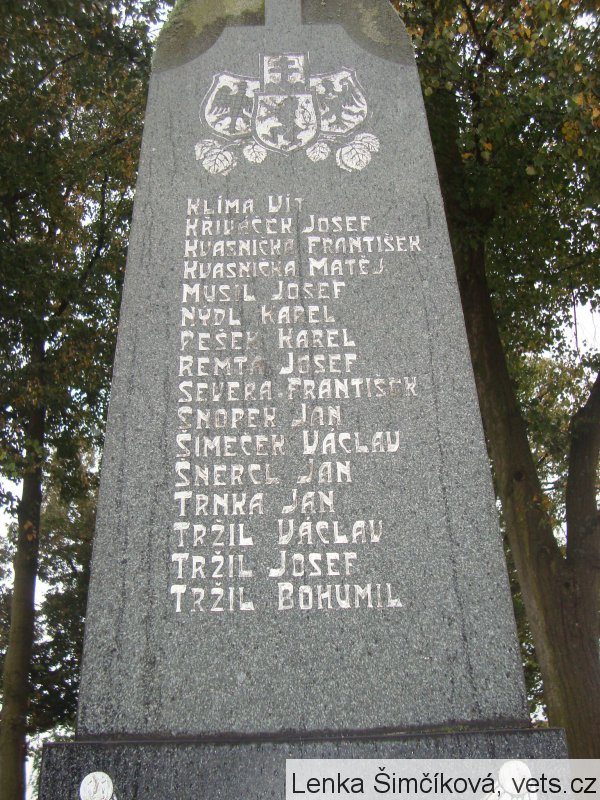 KLÍMA VÍT
KŘIVÁČEK JOSEF
KVASNIČKA FRANTIŠEK
KVASNIČKA MATĚJ
MUSIL JOSEF
NYDL KAREL
PEŠEK KAREL
REMTA JOSEF
SEVERA FRANTIŠEK
SNOPEK JAN
ŠIMEČEK VÁCLAV
ŠNERCL JAN
TRNKA JAN
TRŽIL VÁCLAV
TRŽIL JOSEF
TRŽIL BOHUMIL
Lenka Šimčíková, vets.cz